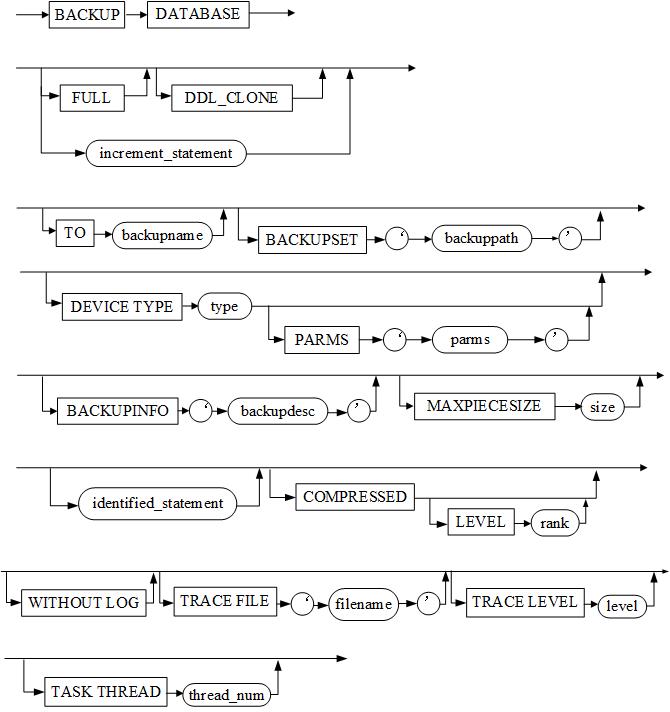 BACKUP DATABASE
FULL DDL_CLONE
increment_statement
TO backupname BACKUPSET ‘ backuppath ’
DEVICE TYPE type
PARMS ‘ parms ’
BACKUPINFO ‘ backupdesc ’ MAXPIECESIZE size
identified_statement COMPRESSED
LEVEL rank
WITHOUT LOG TRACE FILE ‘ filename ’ TRACE LEVEL level
TASK THREAD thread_num